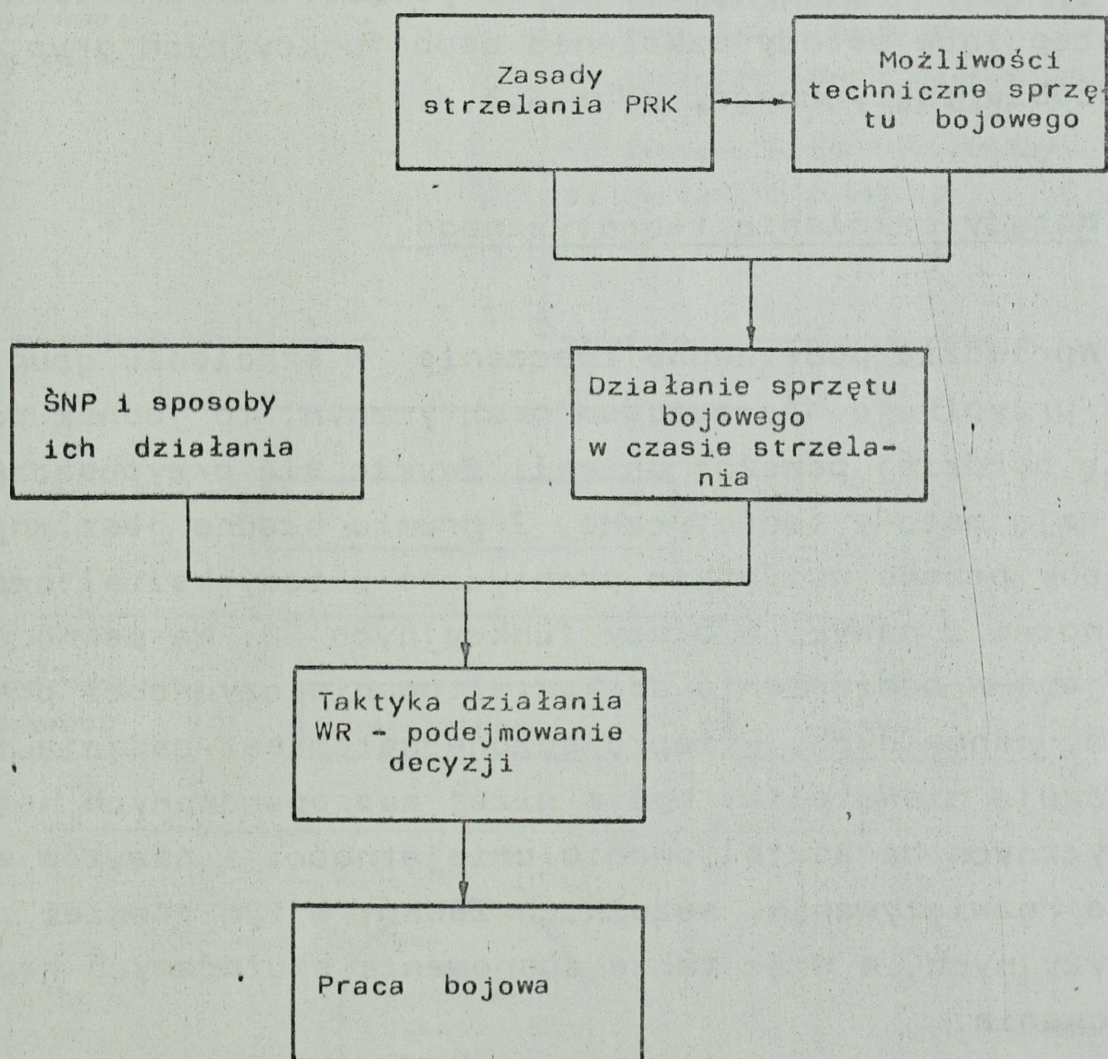 Zasady
strzelania PRK
Możliwości
techniczne sprzę-
tu bojowego
ŚNP i sposoby
ich działania
Działanie sprzętu
bojowego
w czasie strzela-
nia
Taktyka działania
WR - podejmowanie
decyzji
Praca bojowa